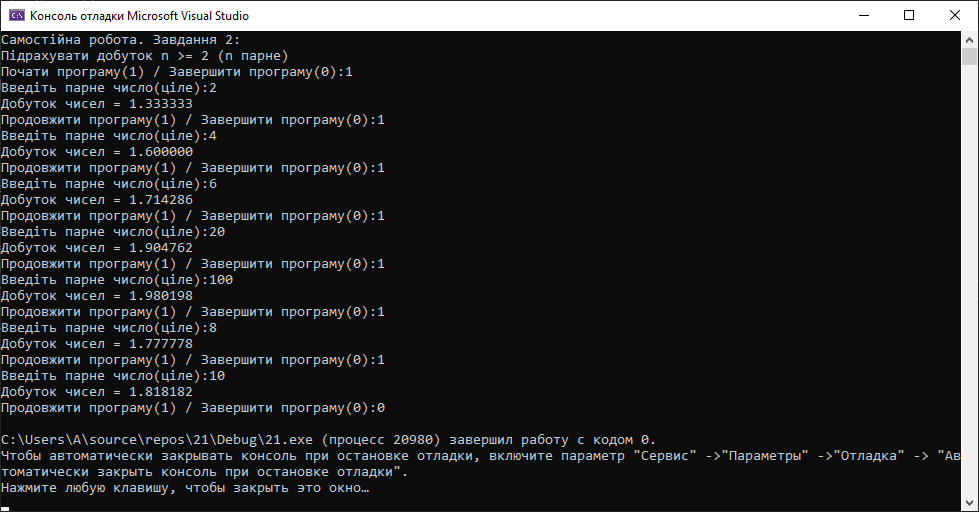 Консоль отладки Microsoft Visual Studio
Самостійна робота. Завдання 2:
Підрахувати добуток n >= 2 (n парне)
Почати програму(1) / Завершити програму(0):1
Введіть парне число(ціле):2
Добуток чисел = 1.333333
Продовжити програму(1) / Завершити програму(0):1
Введіть парне число(ціле):4
Добуток чисел = 1.600000
Продовжити програму(1) / Завершити програму(0):1
Введіть парне число(ціле):6
Добуток чисел = 1.714286
Продовжити програму(1) / Завершити програму(0):1
Введіть парне число(ціле):20
Добуток чисел = 1.904762
Продовжити програму(1) / Завершити програму(0):1
Введіть парне число(ціле):100
Добуток чисел = 1.980198
Продовжити програму(1) / Завершити програму(0):1
Введіть парне число(ціле):8
Добуток чисел = 1.777778
Продовжити програму(1) / Завершити програму(0):1
Введіть парне число(ціле):10
Добуток чисел = 1.818182
Продовжити програму(1) / Завершити програму(0):0
C:\Users\A\source\repos\21\Debug\21.exe (процесс 20980) завершил работу с кодом 0.
Чтобы автоматически закрывать консоль при остановке отладки, включите параметр "Сервис" ->"Параметры" ->"Отладка" -> "Ав
томатически закрыть консоль при остановке отладки".
Нажмите любую клавишу, чтобы закрыть это окно…